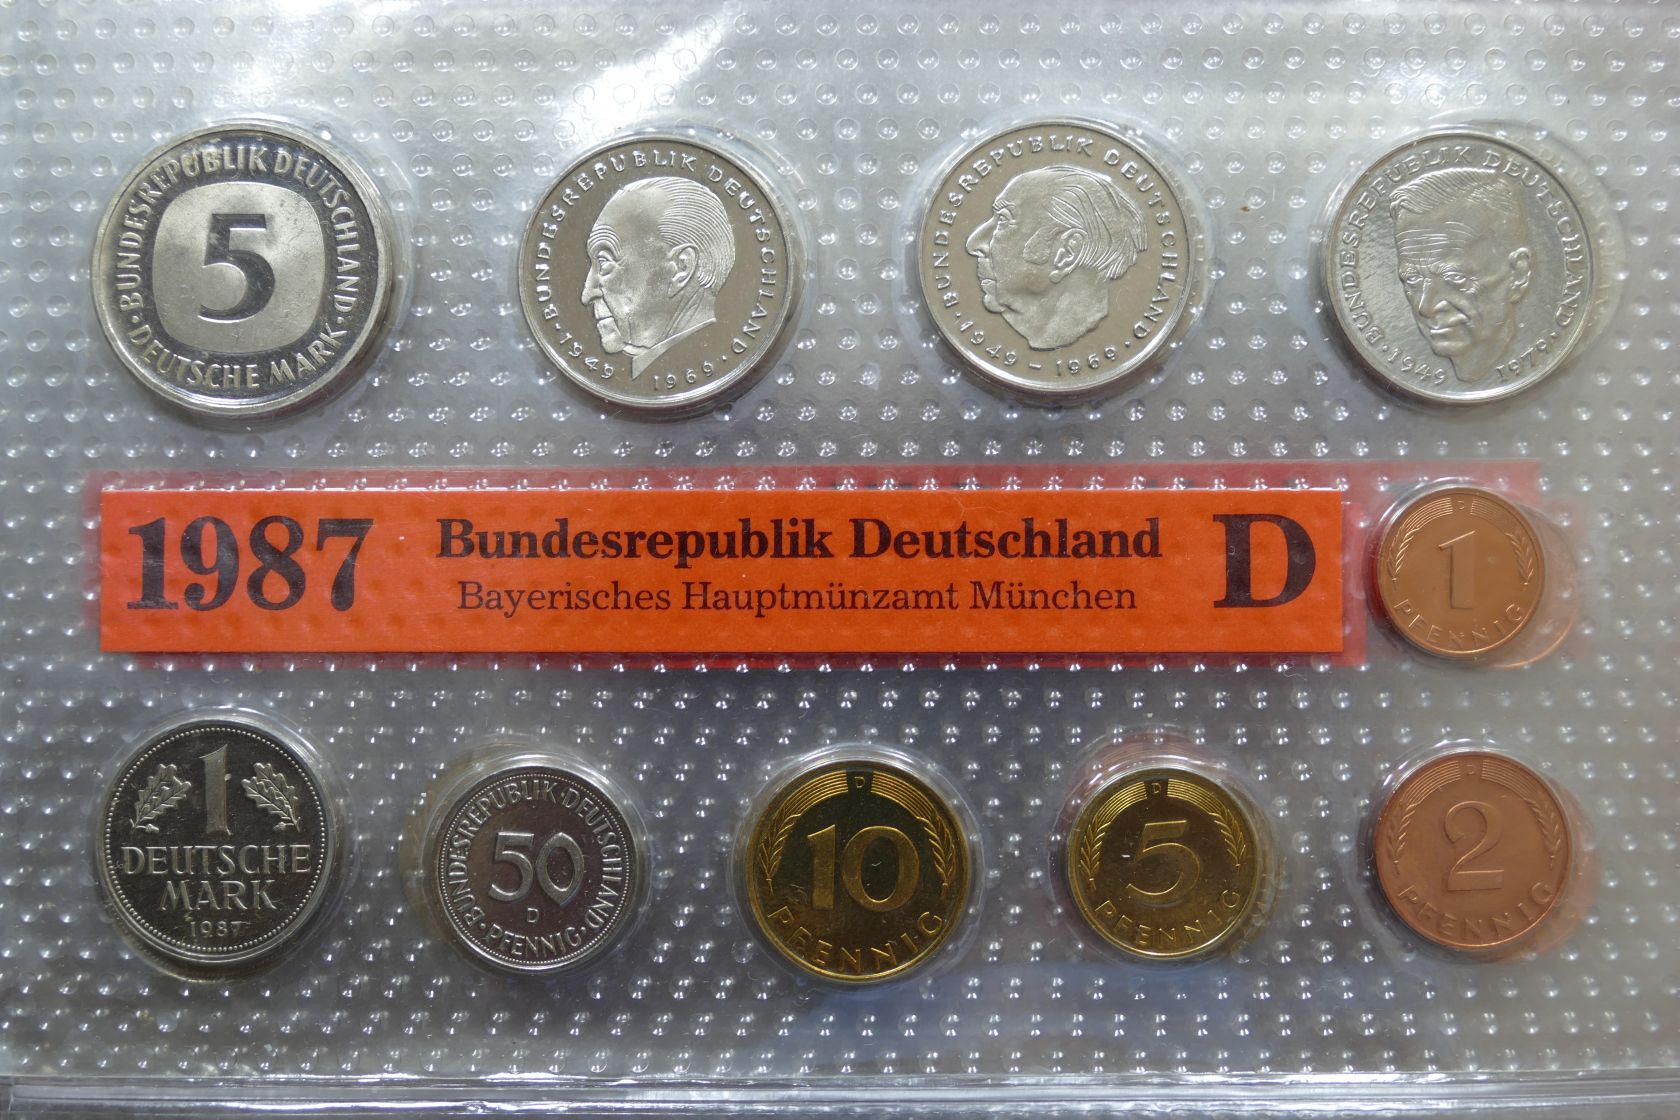 BUNDESREPUBLIK DEUTSCHLAND
5
DEUTSCHE MARK
BUNDESREPUBLIK DEUTSCHLAND
1949 1969
BUNDESREPUBLIK DEUTSCHLAND
1949 – 1969
BUNDESREPUBLIK DEUTSCHLAND
1949 1979
1987
Bundesrepublik Deutschland
Bayerisches Hauptmünzamt München
D
D
1
PFENNIG
1
DEUTSCHE
MARK
1987
BUNDESREPUBLIK·DEUTSCHLAND
50
D
PFENNIG
D
10
PFENNIG
D
5
PFENNIG
D
2
PFENNIG